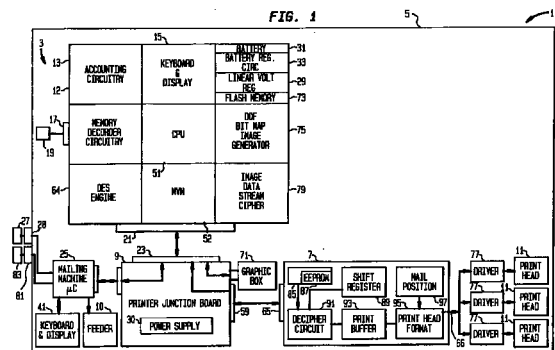 FIG. 1
1
5
3
15
13
12
ACCOUNTING
CIRCUITRY
KEYBOARD
&
DISPLAY
BATTERY
31
BATTERY REG.
CIRC
33
LINEAR VOLT
REG
29
FLASH MEMORY
73
17
19
MEMORY
DECORDER
CIRCUITRY
CPU
DOF
BIT MAP
IMAGE
GENERATOR
75
51
64
DES
ENGINE
NVM
IMAGE
DATA
STREAM
CIPHER
79
21
52
27
28
83
81
25
MAILING
MACHINE
μC
9
23
PRINTER JUNCTION BOARD
30
POWER SUPPLY
59
71
GRAPHIC
BOX
65
7
EEPROM
85
87
SHIFT
REGISTER
89
MAIL
POSITION
97
91
93
95
DECIPHER
CIRCUIT
PRINT
BUFFER
PRINT HEAD
FORMAT
66
77
DRIVER
11
PRINT
HEAD
77
DRIVER
11
PRINT
HEAD
77
DRIVER
11
PRINT
HEAD
41
KEYBOARD
& DISPLAY
10
FEEDER